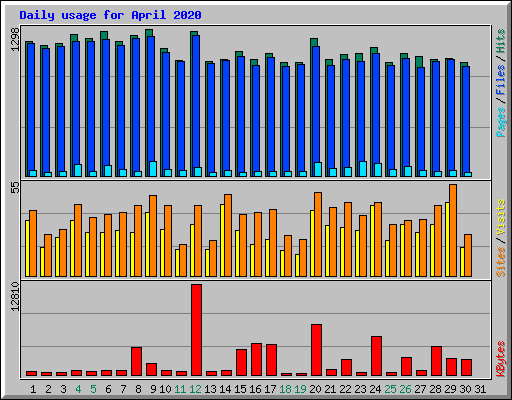 Daily usage for April 2020
1298
Pages / Files / Hits
55
Sites / Visits
12810
KBytes
1 2 3 4 5 6 7 8 9 10 11 12 13 14 15 16 17 18 19 20 21 22 23 24 25 26 27 28 29 30 31